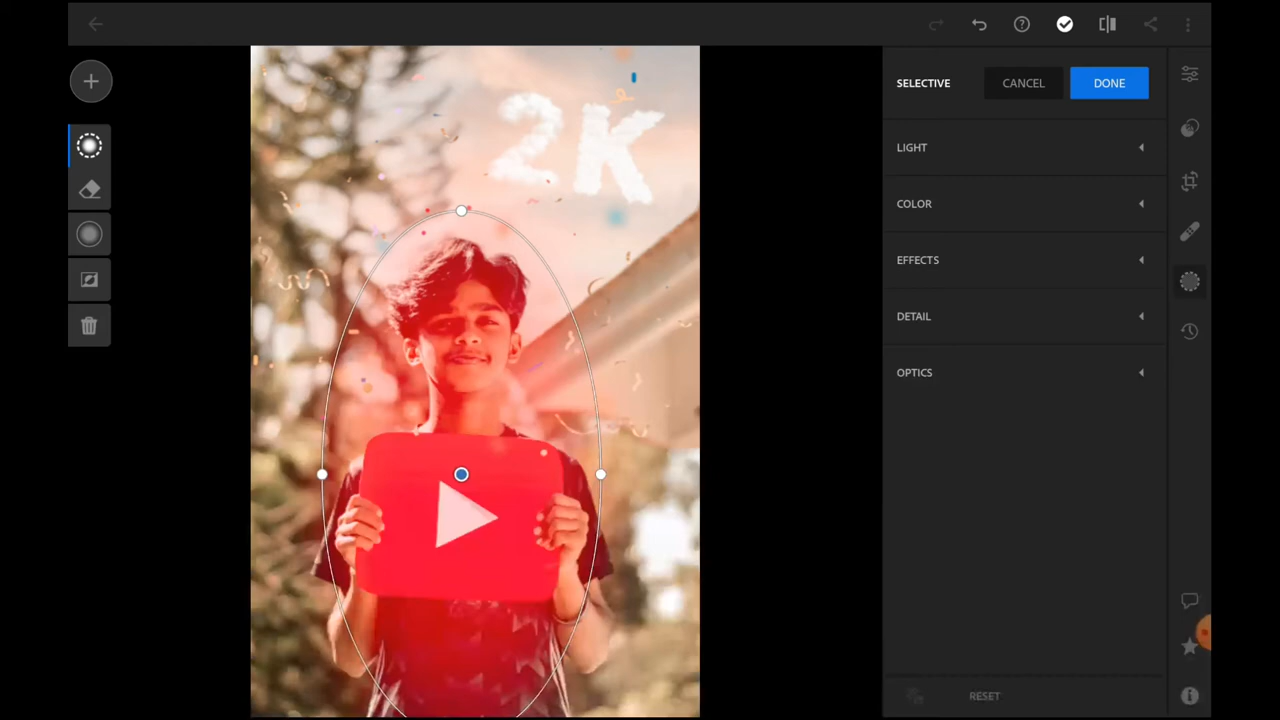 2K
SELECTIVE
CANCEL
DONE
LIGHT
COLOR
EFFECTS
DETAIL
OPTICS
RESET